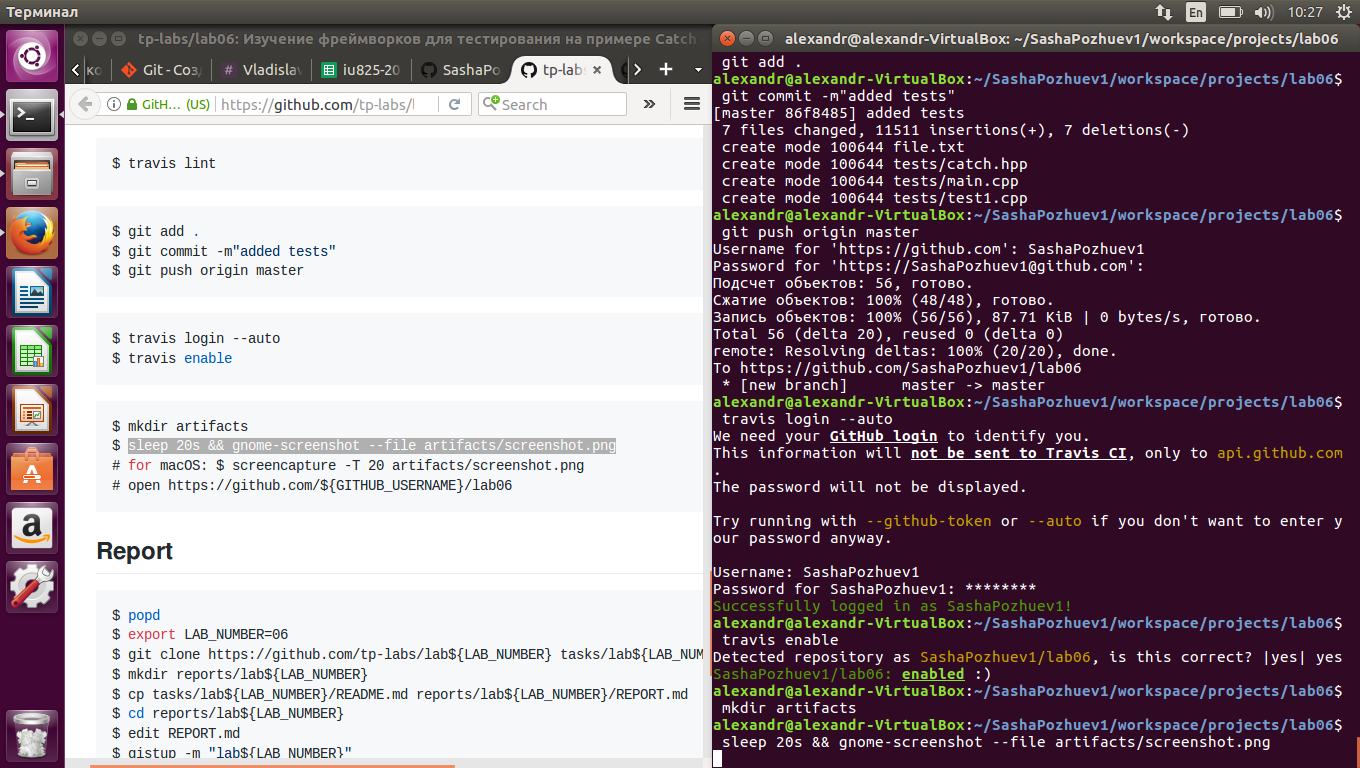 Терминал
En
10:27
tp-labs/lab06: Изучение фреймворков для тестирования на примере Catch
Git - Соз
Vladislav
iu825-20
SashaPo
tp-labs
GitH... (US)
https://github.com/tp-labs/l
Search
$ travis lint
$ git add .
$ git commit -m"added tests"
$ git push origin master
$ travis login --auto
$ travis enable
$ mkdir artifacts
$ sleep 20s && gnome-screenshot --file artifacts/screenshot.png
# for macOS: $ screencapture -T 20 artifacts/screenshot.png
# open https://github.com/${GITHUB_USERNAME}/lab06
Report
$ popd
$ export LAB_NUMBER=06
$ git clone https://github.com/tp-labs/lab${LAB_NUMBER} tasks/lab${LAB_NUM
$ mkdir reports/lab${LAB_NUMBER}
$ cp tasks/lab${LAB_NUMBER}/README.md reports/lab${LAB_NUMBER}/REPORT.md
$ cd reports/lab${LAB_NUMBER}
$ edit REPORT.md
$ gistup -m "lab${LAB_NUMBER}"
alexandr@alexandr-VirtualBox: ~/SashaPozhuev1/workspace/projects/lab06
git add .
alexandr@alexandr-VirtualBox:~/SashaPozhuev1/workspace/projects/lab06$
git commit -m"added tests"
[master 86f8485] added tests
7 files changed, 11511 insertions(+), 7 deletions(-)
create mode 100644 file.txt
create mode 100644 tests/catch.hpp
create mode 100644 tests/main.cpp
create mode 100644 tests/test1.cpp
alexandr@alexandr-VirtualBox:~/SashaPozhuev1/workspace/projects/lab06$
git push origin master
Username for 'https://github.com': SashaPozhuev1
Password for 'https://SashaPozhuev1@github.com':
Подсчет объектов: 56, готово.
Сжатие объектов: 100% (48/48), готово.
Запись объектов: 100% (56/56), 87.71 KiB | 0 bytes/s, готово.
Total 56 (delta 20), reused 0 (delta 0)
remote: Resolving deltas: 100% (20/20), done.
To https://github.com/SashaPozhuev1/lab06
* [new branch]      master -> master
alexandr@alexandr-VirtualBox:~/SashaPozhuev1/workspace/projects/lab06$
travis login --auto
We need your GitHub login to identify you.
This information will not be sent to Travis CI, only to api.github.com
.
The password will not be displayed.
Try running with --github-token or --auto if you don't want to enter y
our password anyway.
Username: SashaPozhuev1
Password for SashaPozhuev1: ********
Successfully logged in as SashaPozhuev1!
alexandr@alexandr-VirtualBox:~/SashaPozhuev1/workspace/projects/lab06$
travis enable
Detected repository as SashaPozhuev1/lab06, is this correct? |yes| yes
SashaPozhuev1/lab06: enabled :)
alexandr@alexandr-VirtualBox:~/SashaPozhuev1/workspace/projects/lab06$
mkdir artifacts
alexandr@alexandr-VirtualBox:~/SashaPozhuev1/workspace/projects/lab06$
sleep 20s && gnome-screenshot --file artifacts/screenshot.png